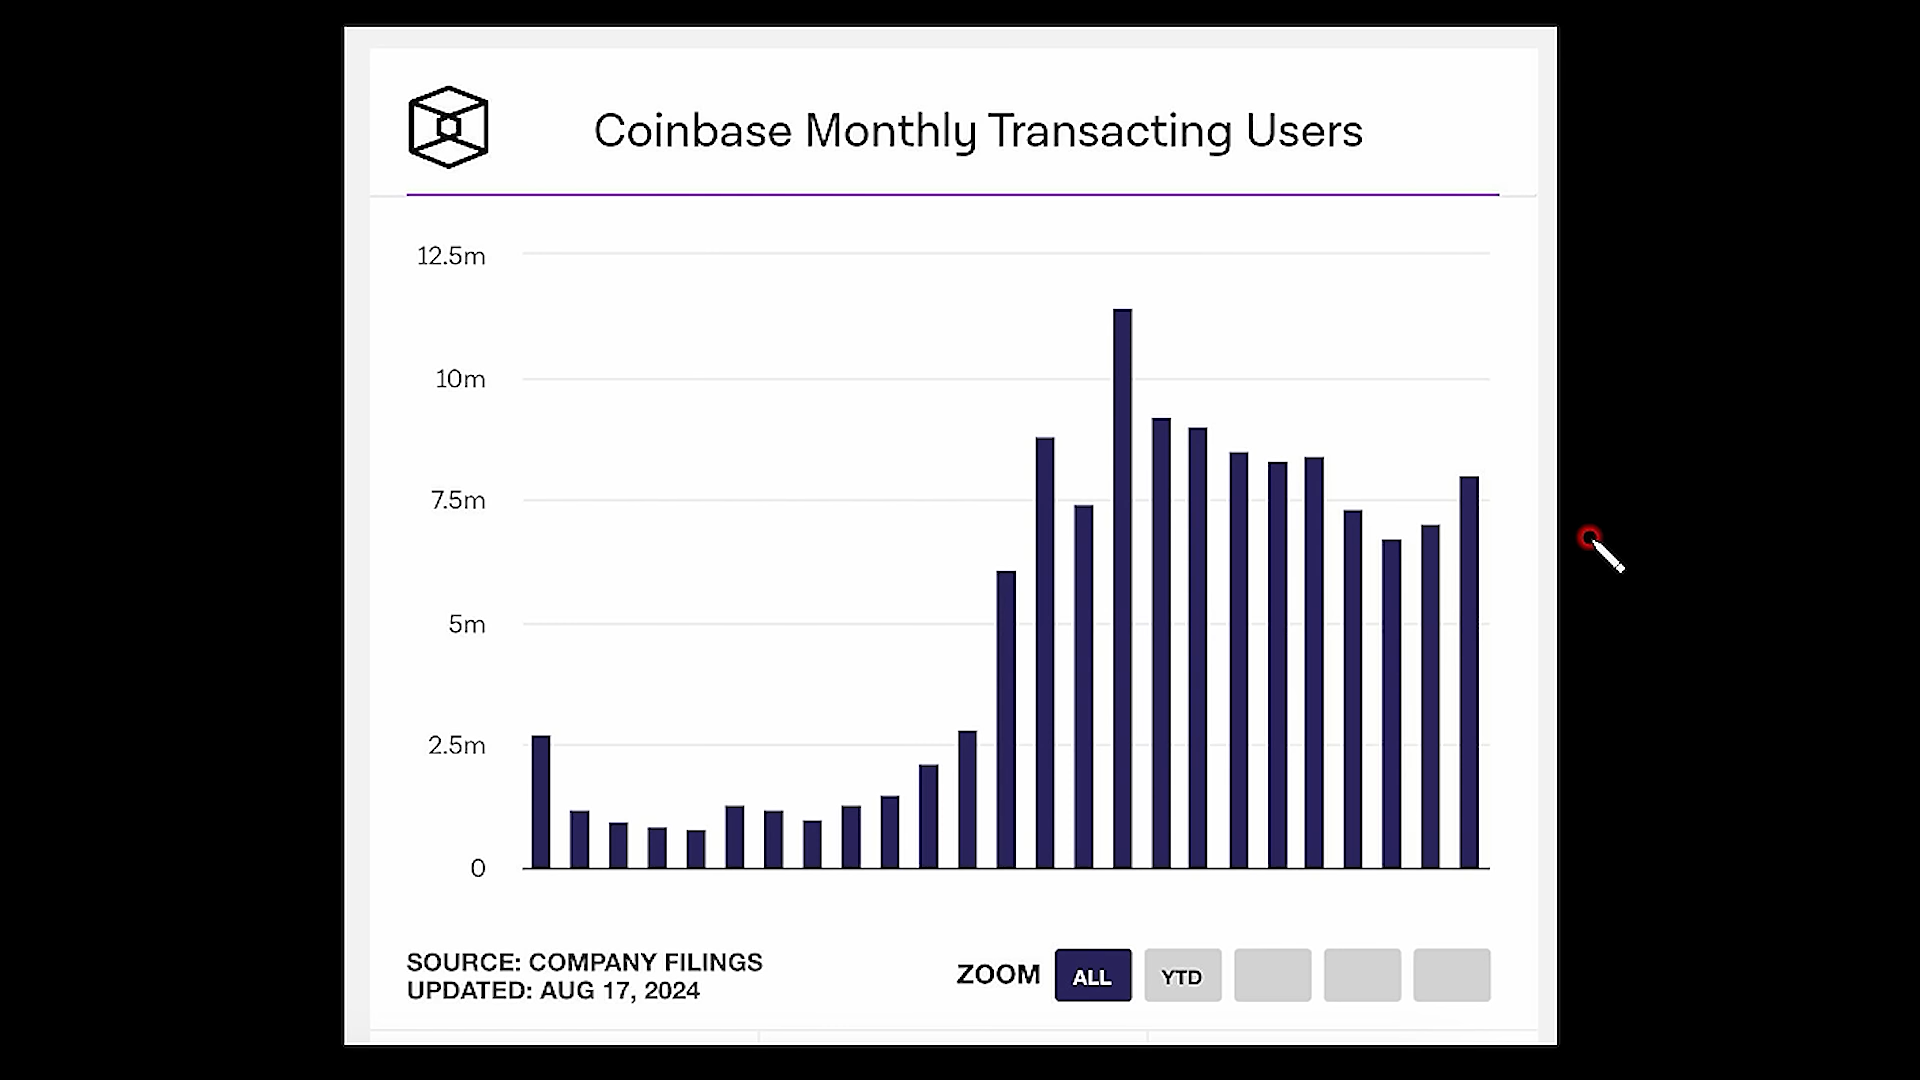 Coinbase Monthly Transacting Users
12.5m
10m
7.5m
5m
2.5m
0
SOURCE: COMPANY FILINGS
UPDATED: AUG 17, 2024
ZOOM ALL YTD